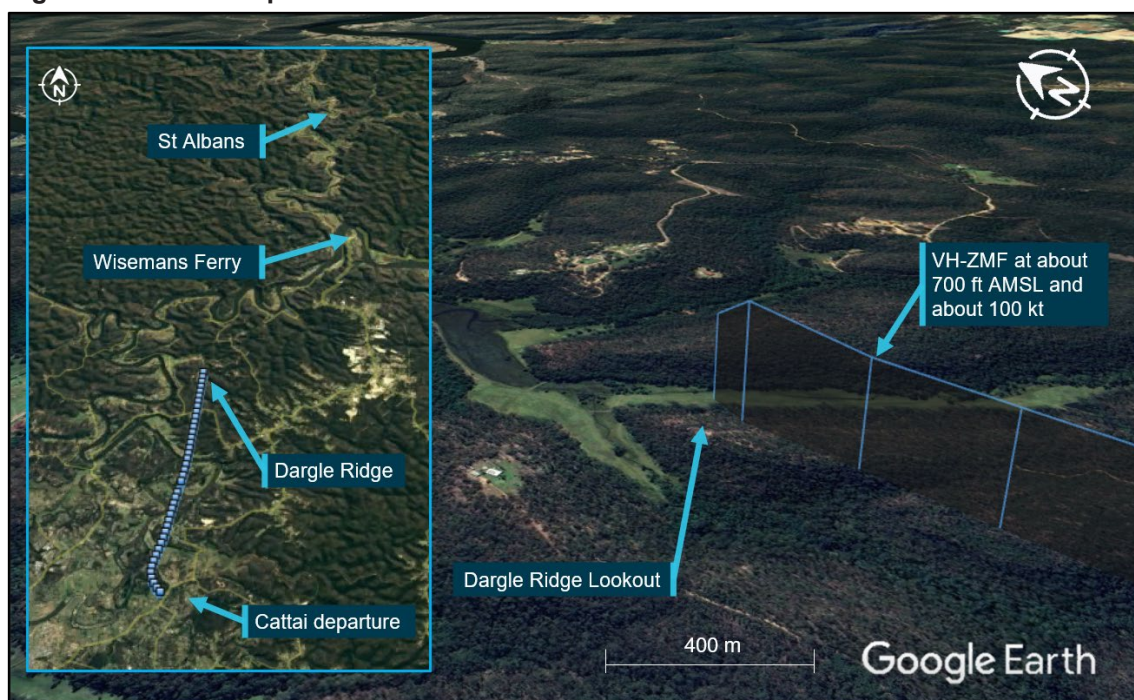 N
St Albans
Wisemans Ferry
Dargle Ridge
Cattai departure
N
VH-ZMF at about
700 ft AMSL and
about 100 kt
Dargle Ridge Lookout
400 m
Google Earth